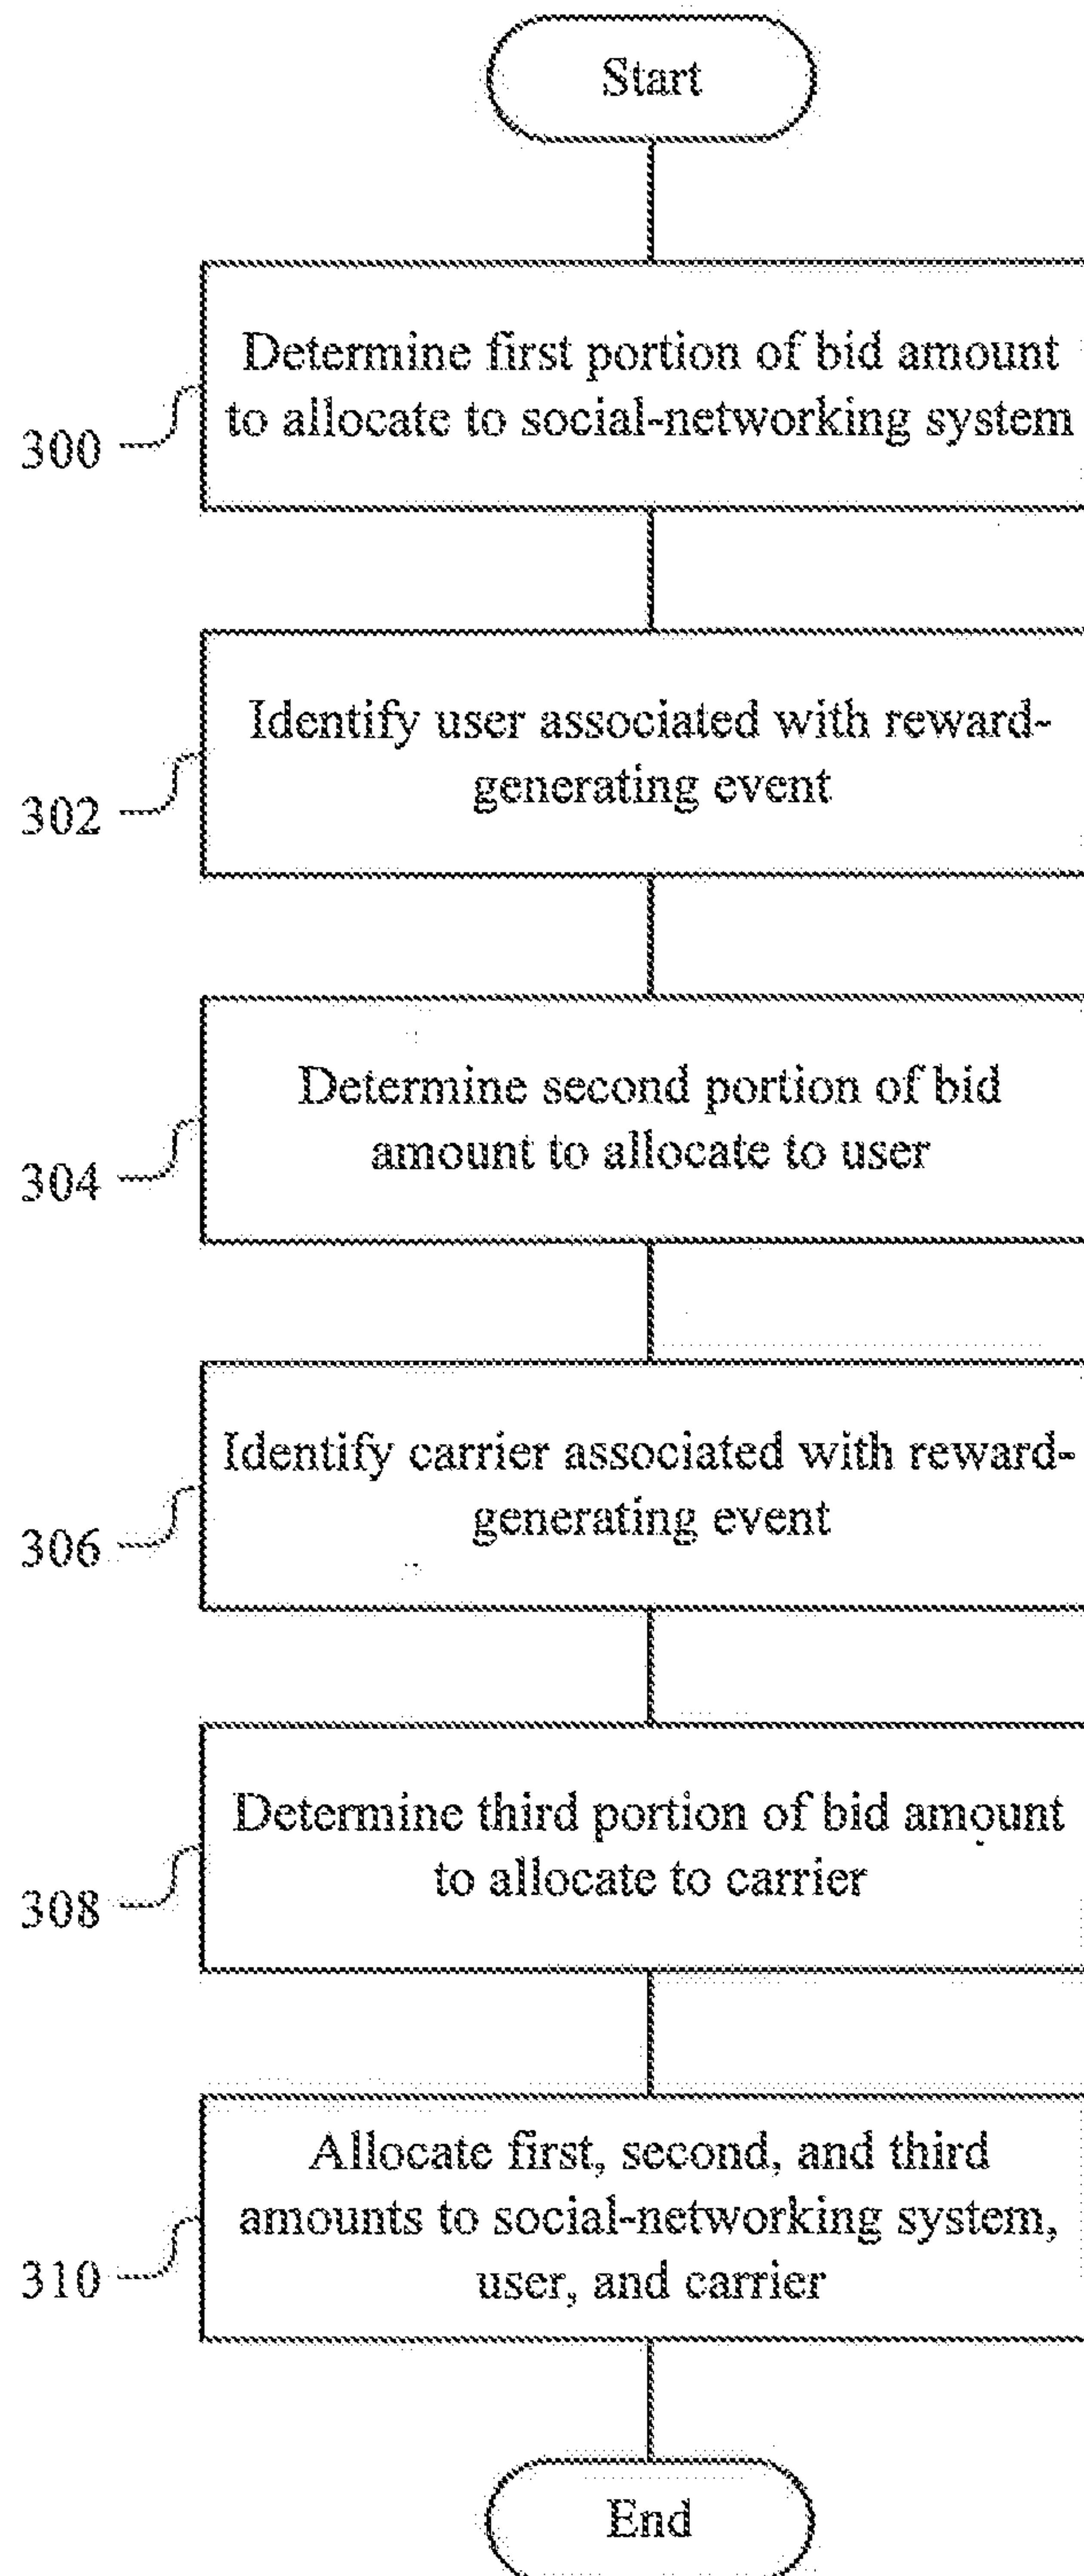 Start
Determine first portion of bid amount
to allocate to social-networking system
300
Identify user associated with reward-
generating event
302
Determine second portion of bid
amount to allocate to user
304
Identify carrier associated with reward-
generating event
306
Determine third portion of bid amount
to allocate to carrier
308
Allocate first, second, and third
amounts to social-networking system,
user, and carrier
310
End